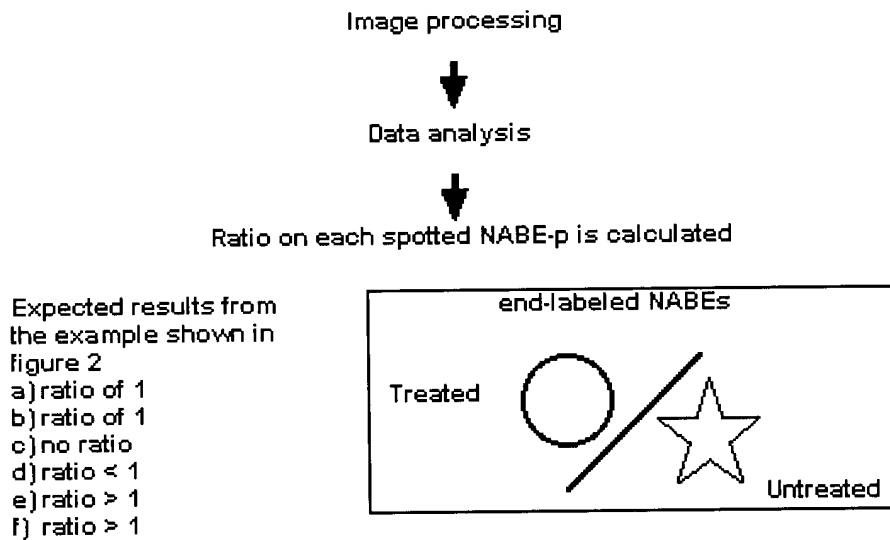 Image processing
Data analysis
Ratio on each spotted NABE-p is calculated
Expected results from
the example shown in
figure 2
a) ratio of 1
b) ratio of 1
c) no ratio
d) ratio < 1
e) ratio > 1
f) ratio > 1
end-labeled NABEs
Treated
Untreated